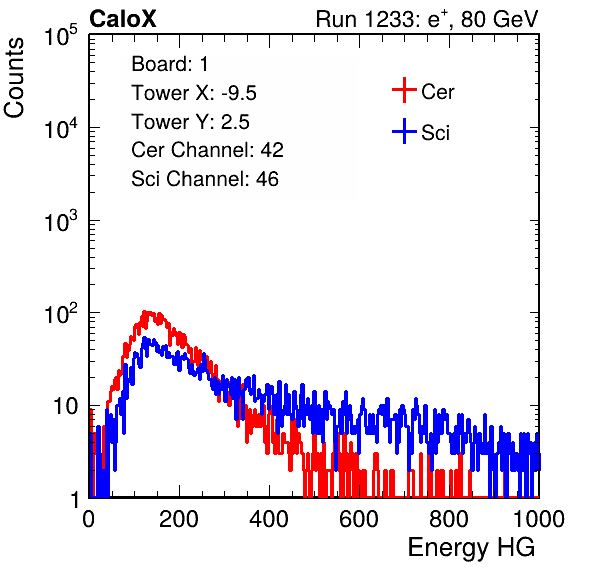 CaloX Run 1233: e⁺, 80 GeV
Counts
10⁵
10⁴
10³
10²
10
1
Board: 1
Tower X: -9.5
Tower Y: 2.5
Cer Channel: 42
Sci Channel: 46
Cer
Sci
0 200 400 600 800 1000
Energy HG